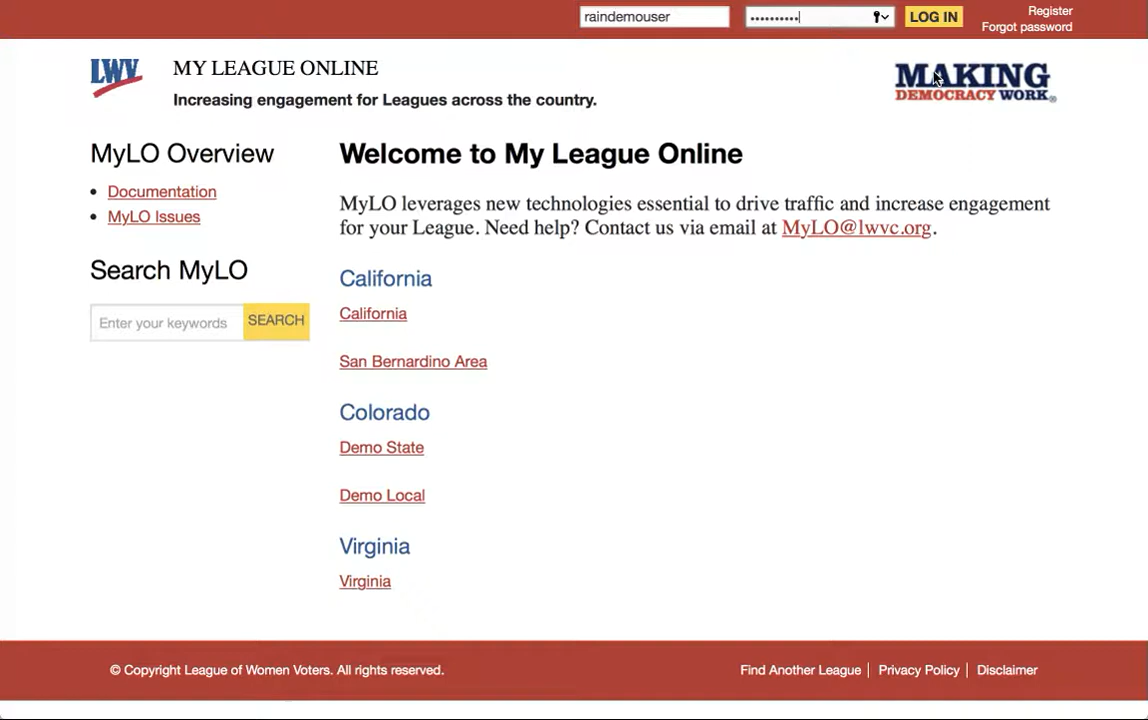 raindemouser
••••••••••
LOG IN
Register
Forgot password
LWV
MY LEAGUE ONLINE
Increasing engagement for Leagues across the country.
MAKING
DEMOCRACY WORK®
MyLO Overview
• Documentation
• MyLO Issues
Search MyLO
Enter your keywords
SEARCH
Welcome to My League Online
MyLO leverages new technologies essential to drive traffic and increase engagement
for your League. Need help? Contact us via email at MyLO@lwvc.org.
California
California
San Bernardino Area
Colorado
Demo State
Demo Local
Virginia
Virginia
© Copyright League of Women Voters. All rights reserved.
Find Another League | Privacy Policy | Disclaimer